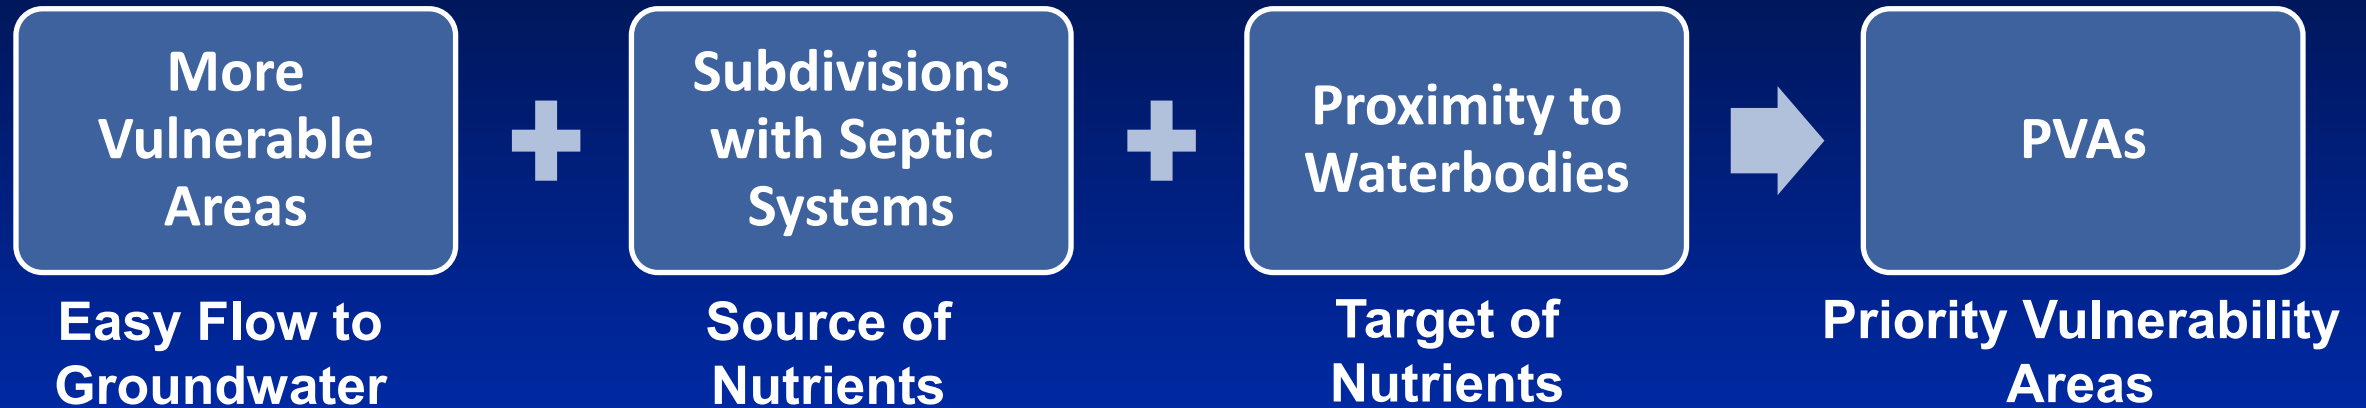 More
Vulnerable
Areas
Easy Flow to
Groundwater
Subdivisions
with Septic
Systems
Source of
Nutrients
Proximity to
Waterbodies
Target of
Nutrients
PVAs
Priority Vulnerability
Areas